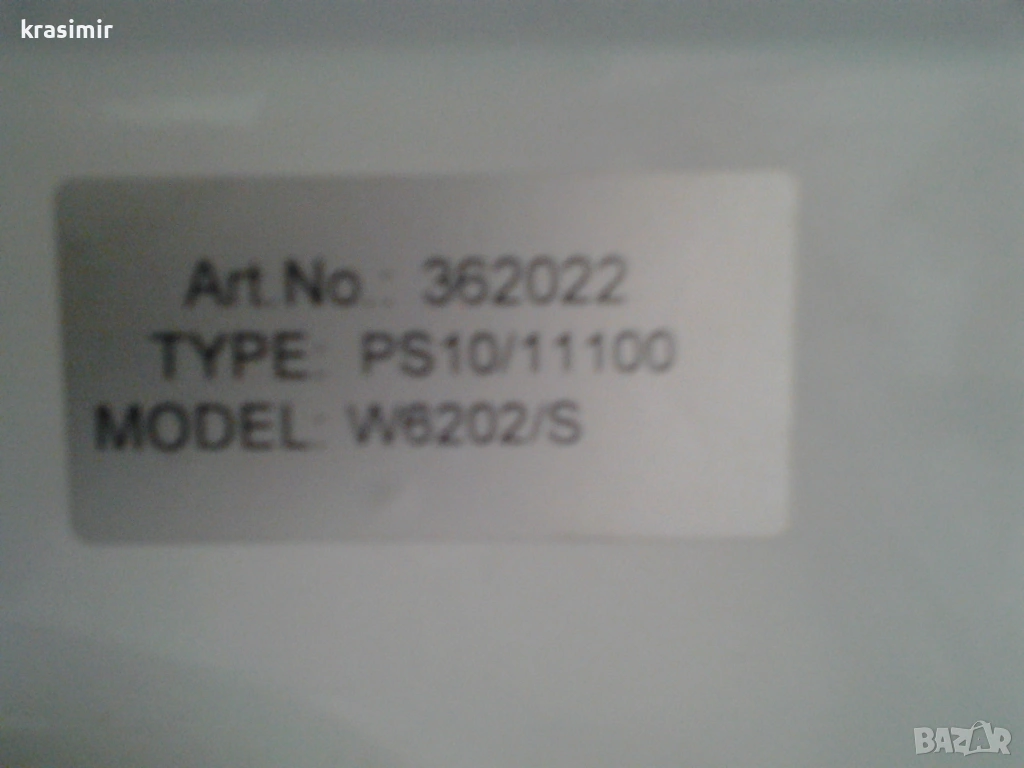 krasimir
Art.No.: 362022
TYPE: PS10/11100
MODEL: W6202/S
BAZAR